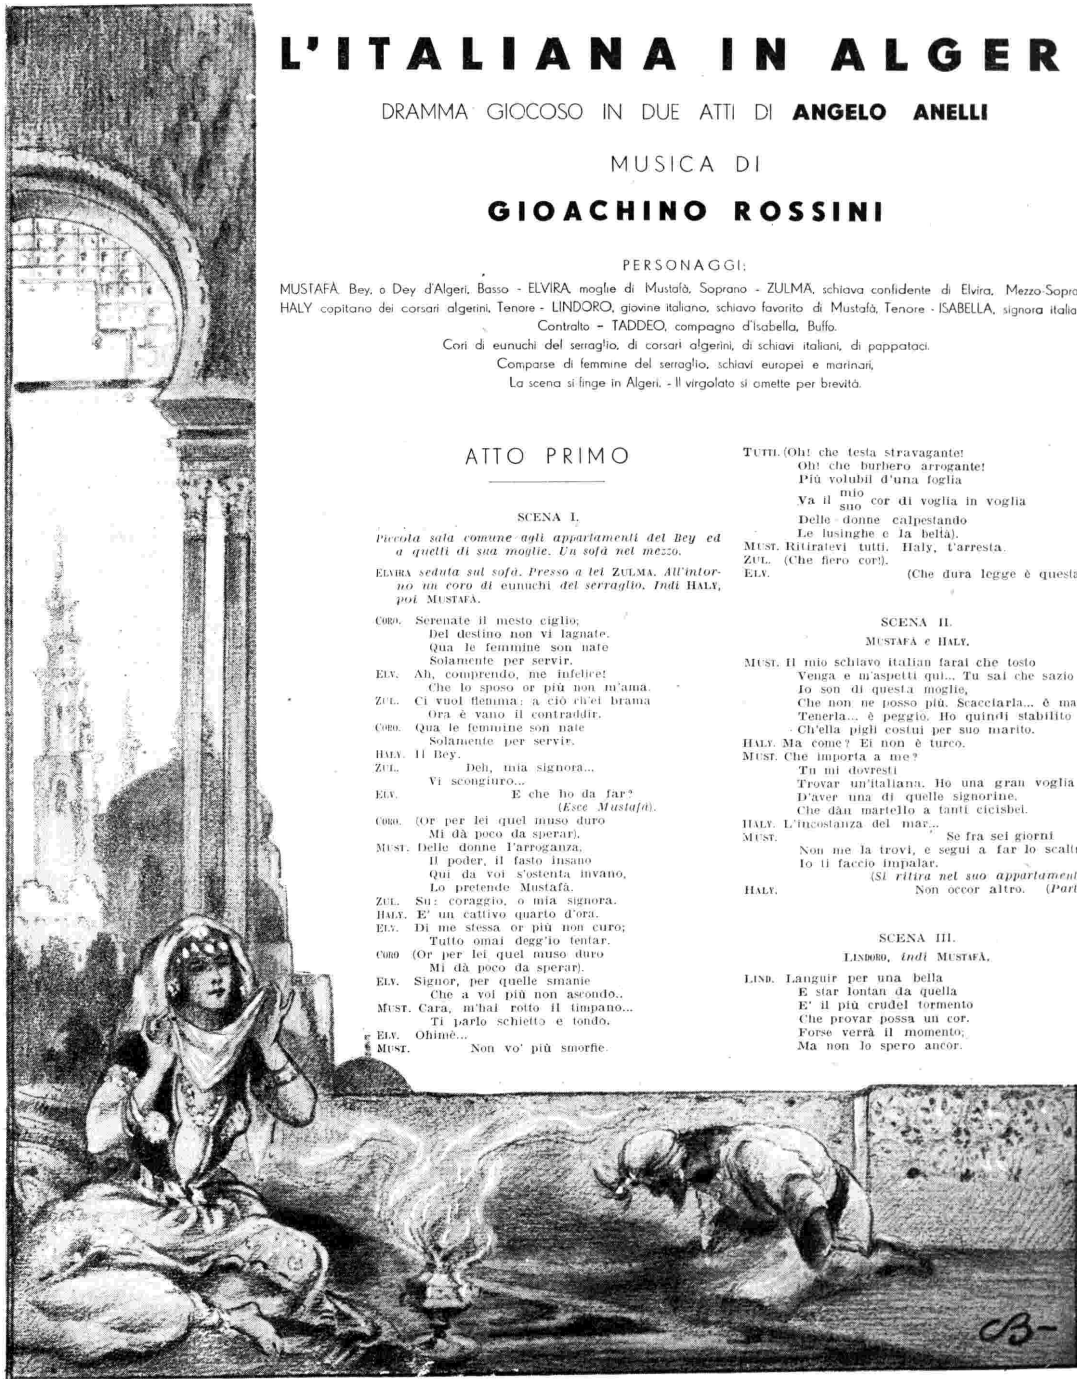 L'ITALIANA IN ALGER
DRAMMA GIOCOSO IN DUE ATTI DI ANGELO ANELLI
MUSICA DI
GIOACHINO ROSSINI
PERSONAGGI:
MUSTAFÀ, Bey, o Dey d'Algeri, Basso - ELVIRA, moglie di Mustafà, Soprano - ZULMA, schiava confidente di Elvira, Mezzo-Sopra
HALY capitano dei corsari algerini, Tenore - LINDORO, giovine italiano, schiavo favorito di Mustafà, Tenore - ISABELLA, signora italia
Contralto - TADDEO, compagno d'Isabella, Buffo.
Cori di eunuchi del serraglio, di corsari algerini, di schiavi italiani, di pappataci.
Comparse di femmine del serraglio, schiavi europei e marinari,
La scena si finge in Algeri. - Il virgolato si omette per brevità.
ATTO PRIMO
SCENA I.
Piccola sala comune agli appartamenti del Bey ed
a quelli di sua moglie. Un sofà nel mezzo.
ELVIRA seduta sul sofà. Presso a lei ZULMA. All'intor-
no un coro di eunuchi del serraglio. Indi HALY,
poi MUSTAFÀ.
CORO. Serenate il mesto ciglio;
Del destino non vi lagnate.
Qua le femmine son nate
Solamente per servir.
ELV. Ah, comprendo, me infelice!
Che lo sposo or più non m'ama.
ZUL. Ci vuol flemma; a ciò ch'ei brama
Ora è vano il contraddir.
CORO. Qua le femmine son nate
Solamente per servir.
HALY. Il Bey.
ZUL. Deh, mia signora...
Vi scongiuro...
ELV. E che ho da far?
(Esce Mustafà).
CORO. (Or per lei quel muso duro
Mi dà poco da sperar).
MUST. Delle donne l'arroganza,
Il poder, il fasto insano
Qui da voi s'ostenta invano,
Lo pretende Mustafà.
ZUL. Su: coraggio, o mia signora.
HALY. E' un cattivo quarto d'ora.
ELV. Di me stessa or più non curo;
Tutto omai degg'io tentar.
CORO (Or per lei quel muso duro
Mi dà poco da sperar).
ELV. Signor, per quelle smanie
Che a voi più non ascondo..
MUST. Cara, m'hai rotto il timpano...
Ti parlo schietto e tondo.
ELV. Ohimè...
MUST. Non vo' più smorfie.
TUTTI. (Oh! che testa stravagante!
Oh! che burbero arrogante!
Più volubil d'una foglia
Va il mio
suo cor di voglia in voglia
Delle donne calpestando
Le lusinghe e la beltà).
MUST. Ritiratevi tutti. Haly, t'arresta.
ZUL. (Che fiero cor!).
ELV. (Che dura legge è questa
SCENA II.
MUSTAFÀ e HALY.
MUST. Il mio schiavo italian farai che tosto
Venga e m'aspetti qui... Tu sai che sazio
Io son di questa moglie,
Che non ne posso più. Scacciarla... è ma
Tenerla... è peggio. Ho quindi stabilito
Ch'ella pigli costui per suo marito.
HALY. Ma come? Ei non è turco.
MUST. Che importa a me?
Tu mi dovresti
Trovar un'italiana. Ho una gran voglia
D'aver una di quelle signorine,
Che dàn martello a tanti cicisbei.
HALY. L'incostanza del mar...
MUST. Se fra sei giorni
Non me la trovi, e segui a far lo scaltr
Io ti faccio impalar.
(Si ritira nel suo appartament
HALY. Non occor altro. (Part
SCENA III.
LINDORO, indi MUSTAFÀ.
LIND. Languir per una bella
E star lontan da quella
E' il più crudel tormento
Che provar possa un cor.
Forse verrà il momento;
Ma non lo spero ancor.
CB